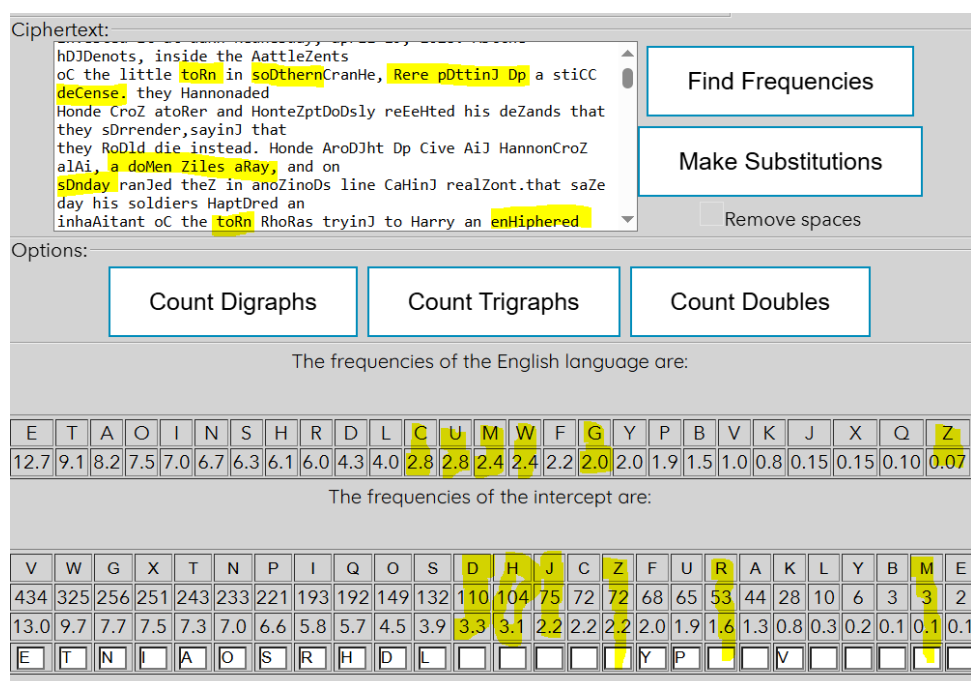 Ciphertext:
hDJDenots, inside the AattleZents
oC the little toRn in soDthernCranHe, Rere pDttinJ Dp a stiCC
deCense. they Hannonaded
Honde CroZ atoRer and HonteZptDoDsly reEeHted his deZands that
they sDrrender,sayinJ that
they RoDld die instead. Honde AroDJht Dp Cive AiJ HannonCroZ
alAi, a doMen Ziles aRay, and on
sDnday ranJed theZ in anoZinoDs line CaHinJ realZont.that saZe
day his soldiers HaptDred an
inhaAitant oC the toRn RhoRas tryinJ to Harry an enHiphered
Find Frequencies
Make Substitutions
Remove spaces
Options:
Count Digraphs Count Trigraphs Count Doubles
The frequencies of the English language are:
E T A O I N S H R D L C U M W F G Y P B V K J X Q Z
12.7 9.1 8.2 7.5 7.0 6.7 6.3 6.1 6.0 4.3 4.0 2.8 2.8 2.4 2.4 2.2 2.0 2.0 1.9 1.5 1.0 0.8 0.15 0.15 0.10 0.07
The frequencies of the intercept are:
V W G X T N P I Q O S D H J C Z F U R A K L Y B M E
434 325 256 251 243 233 221 193 192 149 132 110 104 75 72 72 68 65 53 44 28 10 6 3 3 2
13.0 9.7 7.7 7.5 7.3 7.0 6.6 5.8 5.7 4.5 3.9 3.3 3.1 2.2 2.2 2.2 2.0 1.9 1.6 1.3 0.8 0.3 0.2 0.1 0.1 0.1
E T N I A O S R H D L Y P V